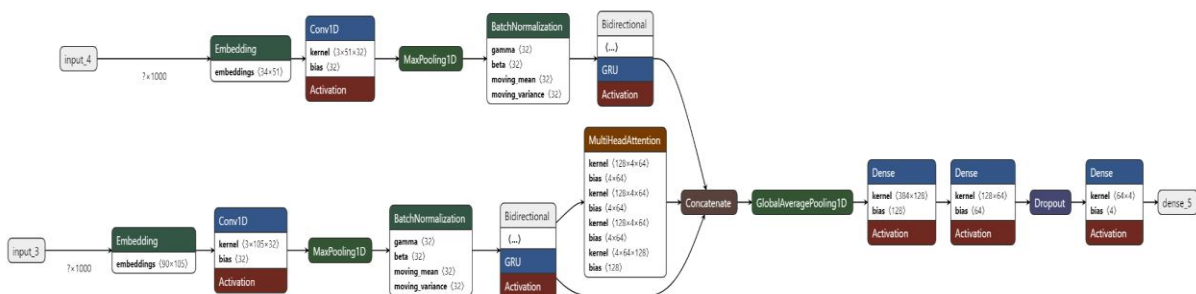 input_4
?×1000
Embedding
embeddings ⟨34×51⟩
Conv1D
kernel ⟨3×51×32⟩
bias ⟨32⟩
Activation
MaxPooling1D
BatchNormalization
gamma ⟨32⟩
beta ⟨32⟩
moving_mean ⟨32⟩
moving_variance ⟨32⟩
Bidirectional
{...}
GRU
Activation
input_3
?×1000
Embedding
embeddings ⟨90×105⟩
Conv1D
kernel ⟨3×105×32⟩
bias ⟨32⟩
Activation
MaxPooling1D
BatchNormalization
gamma ⟨32⟩
beta ⟨32⟩
moving_mean ⟨32⟩
moving_variance ⟨32⟩
Bidirectional
{...}
GRU
Activation
MultiHeadAttention
kernel ⟨128×4×64⟩
bias ⟨4×64⟩
kernel ⟨128×4×64⟩
bias ⟨4×64⟩
kernel ⟨128×4×64⟩
bias ⟨4×64⟩
kernel ⟨4×64×128⟩
bias ⟨128⟩
Concatenate
GlobalAveragePooling1D
Dense
kernel ⟨384×128⟩
bias ⟨128⟩
Activation
Dense
kernel ⟨128×64⟩
bias ⟨64⟩
Activation
Dropout
Dense
kernel ⟨64×4⟩
bias ⟨4⟩
Activation
dense_5